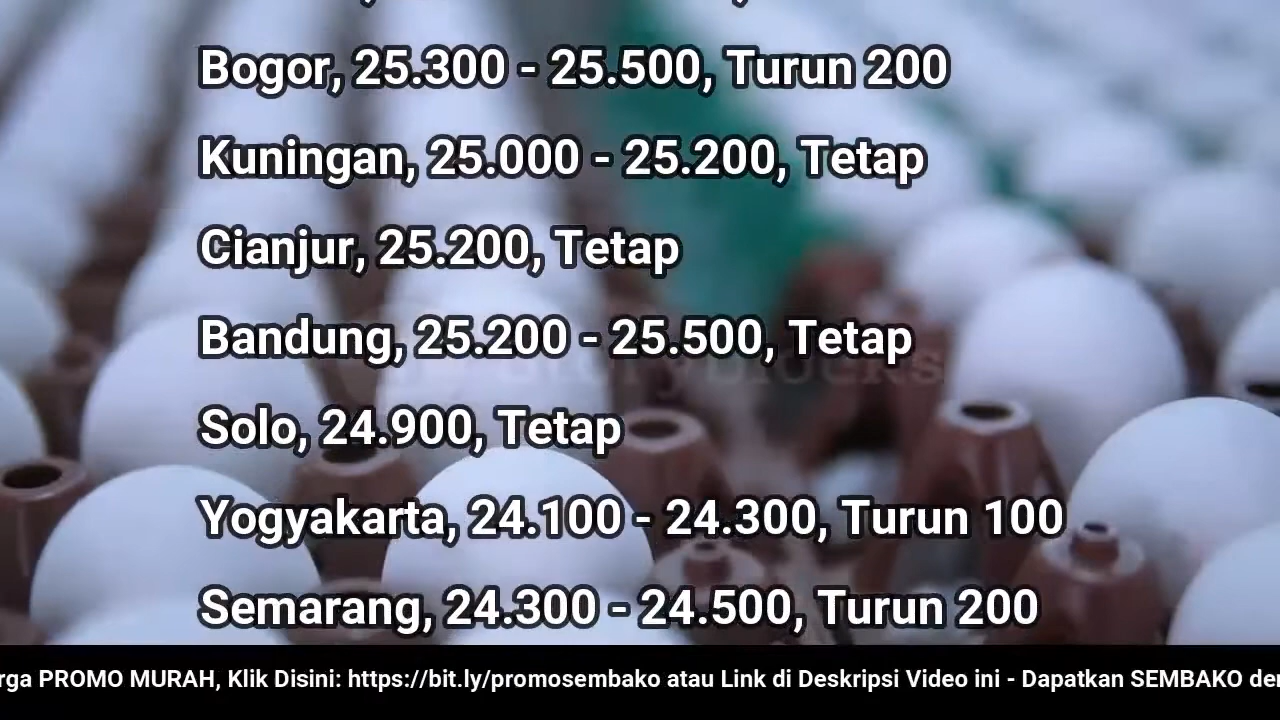 Bogor, 25.300 - 25.500, Turun 200
Kuningan, 25.000 - 25.200, Tetap
Cianjur, 25.200, Tetap
Bandung, 25.200 - 25.500, Tetap
storyblocks
Solo, 24.900, Tetap
Yogyakarta, 24.100 - 24.300, Turun 100
Semarang, 24.300 - 24.500, Turun 200
rga PROMO MURAH, Klik Disini: https://bit.ly/promosembako atau Link di Deskripsi Video ini - Dapatkan SEMBAKO der